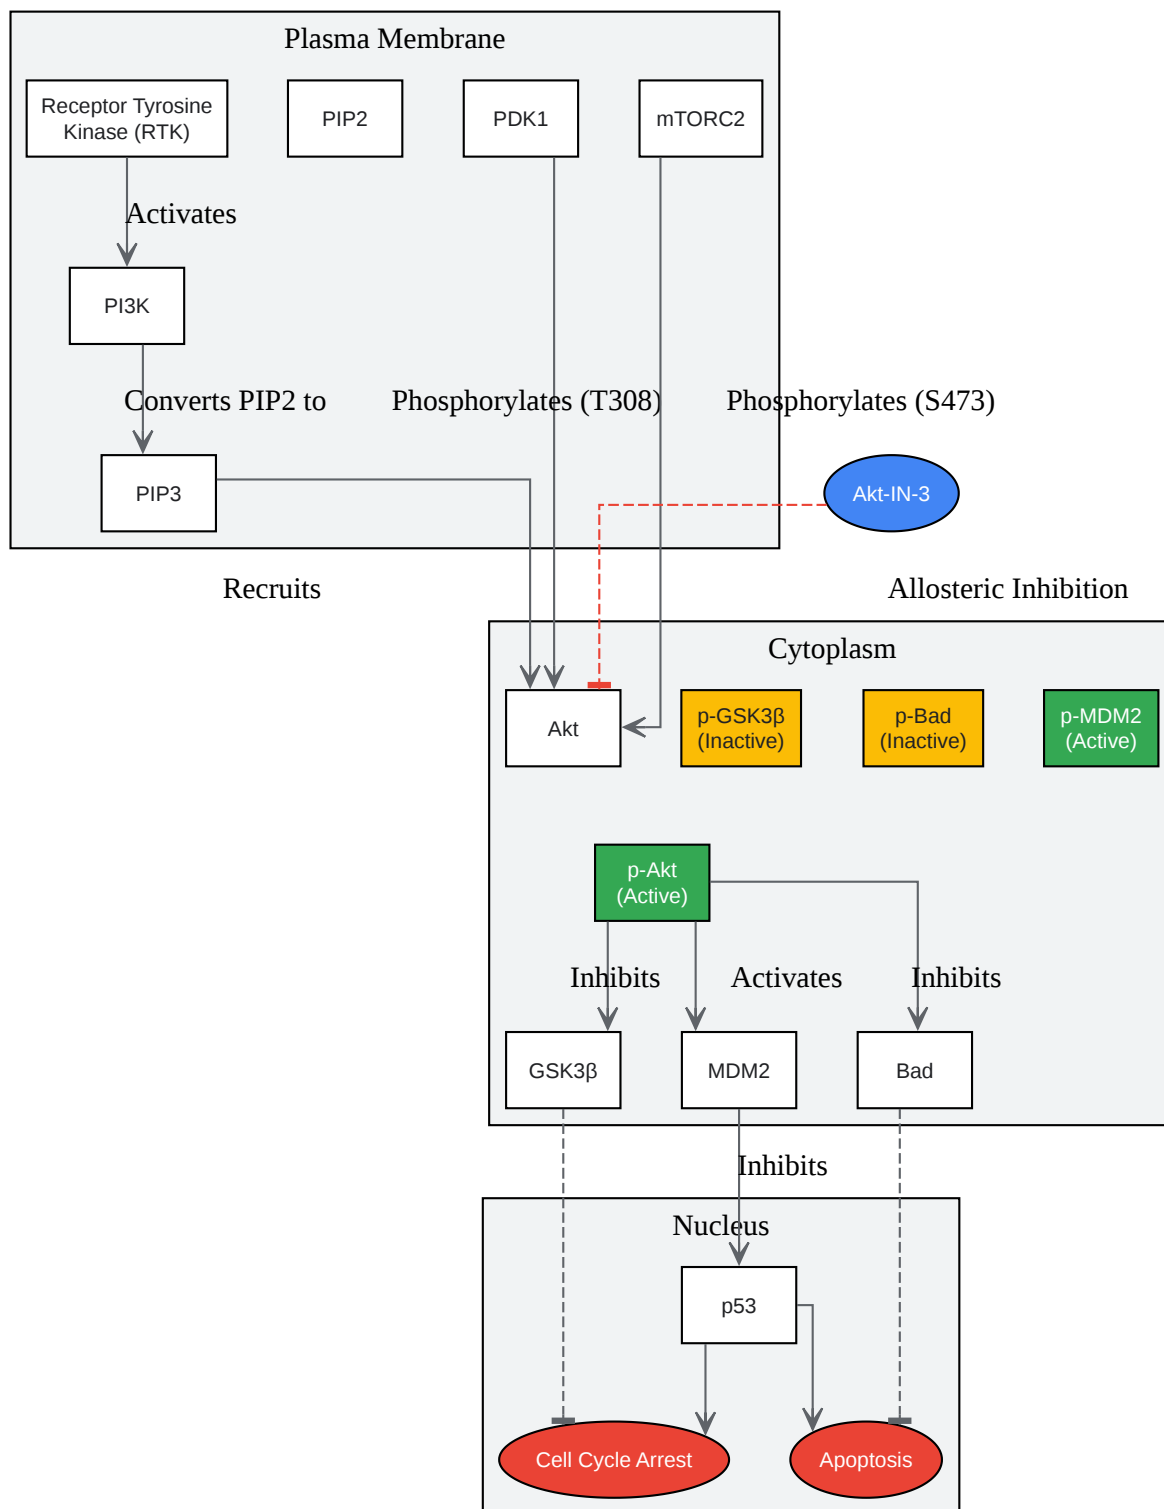 Plasma Membrane
Receptor Tyrosine
Kinase (RTK)
PIP2
PDK1
mTORC2
Activates
PI3K
Converts PIP2 to
Phosphorylates (T308)
Phosphorylates (S473)
PIP3
Akt-IN-3
Recruits
Allosteric Inhibition
Cytoplasm
Akt
p-GSK3β
(Inactive)
p-Bad
(Inactive)
p-MDM2
(Active)
p-Akt
(Active)
Inhibits
Activates
Inhibits
GSK3β
MDM2
Bad
Inhibits
Nucleus
p53
Cell Cycle Arrest
Apoptosis